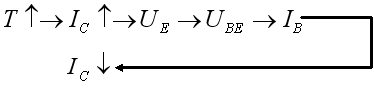 T ↑ → I_C ↑ → U_E → U_BE → I_B
I_C ↓